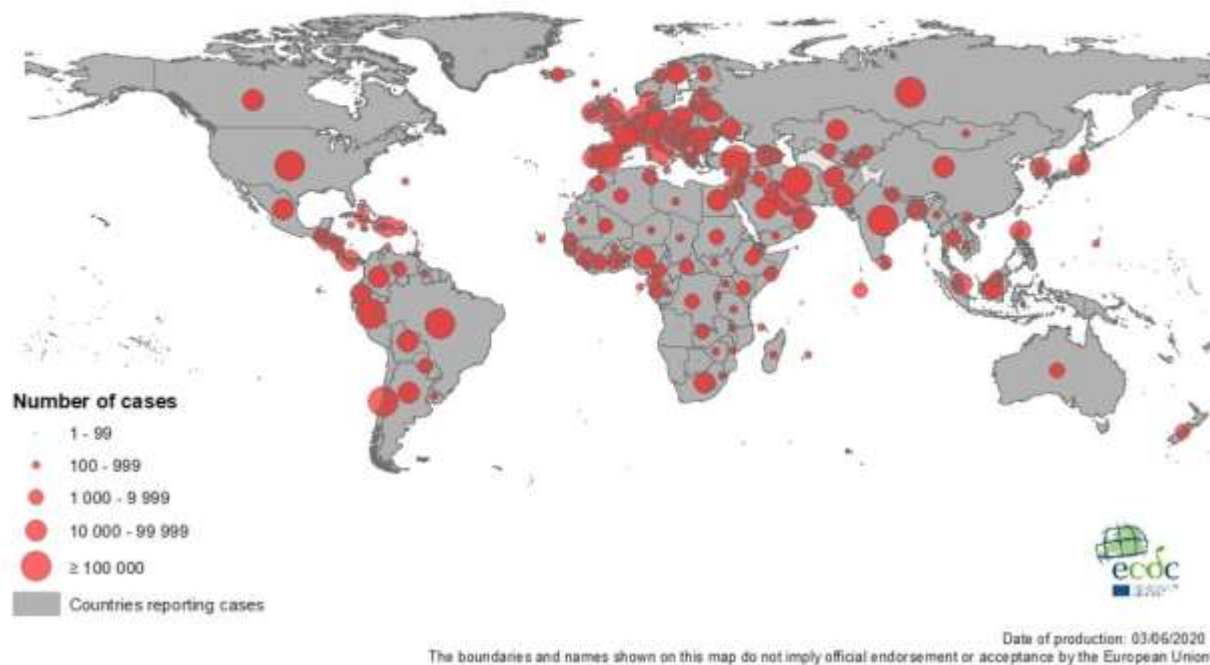 Number of cases
1 - 99
100 - 999
1 000 - 9 999
10 000 - 99 999
≥ 100 000
Countries reporting cases
ecdc
Date of production: 03/06/2020
The boundaries and names shown on this map do not imply official endorsement or acceptance by the European Union